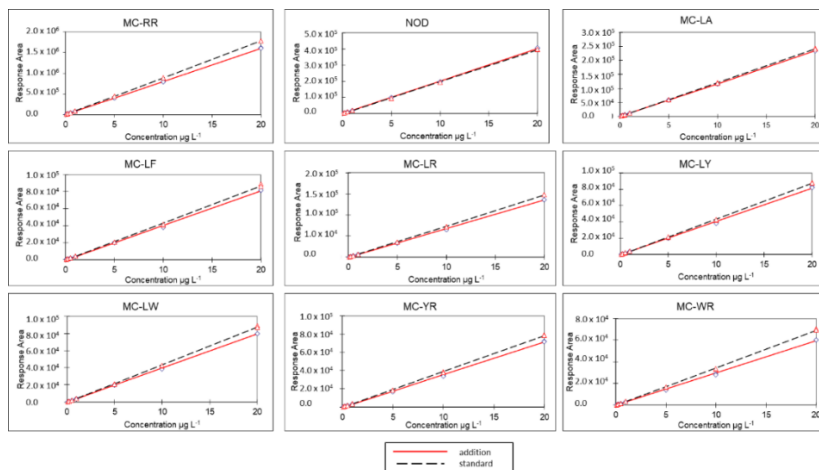 MC-RR
Response Area
2.0 x 10⁶
1.5 x 10⁶
1.0 x 10⁶
5.0 x 10⁵
0.0
0 5 10 15 20
Concentration µg L⁻¹
NOD
Response Area
5.0 x 10⁵
4.0 x 10⁵
3.0 x 10⁵
2.0 x 10⁵
1.0 x 10⁵
0.0
0 5 10 15 20
Concentration µg L⁻¹
MC-LA
Response Area
3.0 x 10⁵
2.5 x 10⁵
2.0 x 10⁵
1.5 x 10⁵
1.0 x 10⁵
5.0 x 10⁴
0 5 10 15 20
Concentration µg L⁻¹
MC-LF
Response Area
1.0 x 10⁵
8.0 x 10⁴
6.0 x 10⁴
4.0 x 10⁴
2.0 x 10⁴
0.0
0 5 10 15 20
Concentration µg L⁻¹
MC-LR
Response Area
1.5 x 10⁵
1.0 x 10⁵
0.0
0 5 10 15 20
Concentration µg L⁻¹
MC-LY
Response Area
1.0 x 10⁵
8.0 x 10⁴
6.0 x 10⁴
4.0 x 10⁴
2.0 x 10⁴
0.0
0 5 10 15 20
Concentration µg L⁻¹
MC-LW
Response Area
1.0 x 10⁵
8.0 x 10⁴
6.0 x 10⁴
4.0 x 10⁴
2.0 x 10⁴
0.0
0 5 10 15 20
Concentration µg L⁻¹
MC-YR
Response Area
1.0 x 10⁵
8.0 x 10⁴
6.0 x 10⁴
4.0 x 10⁴
2.0 x 10⁴
0.0
0 5 10 15 20
Concentration µg L⁻¹
MC-WR
Response Area
8.0 x 10⁴
6.0 x 10⁴
4.0 x 10⁴
2.0 x 10⁴
0.0
0 5 10 15 20
Concentration µg L⁻¹
addition
standard